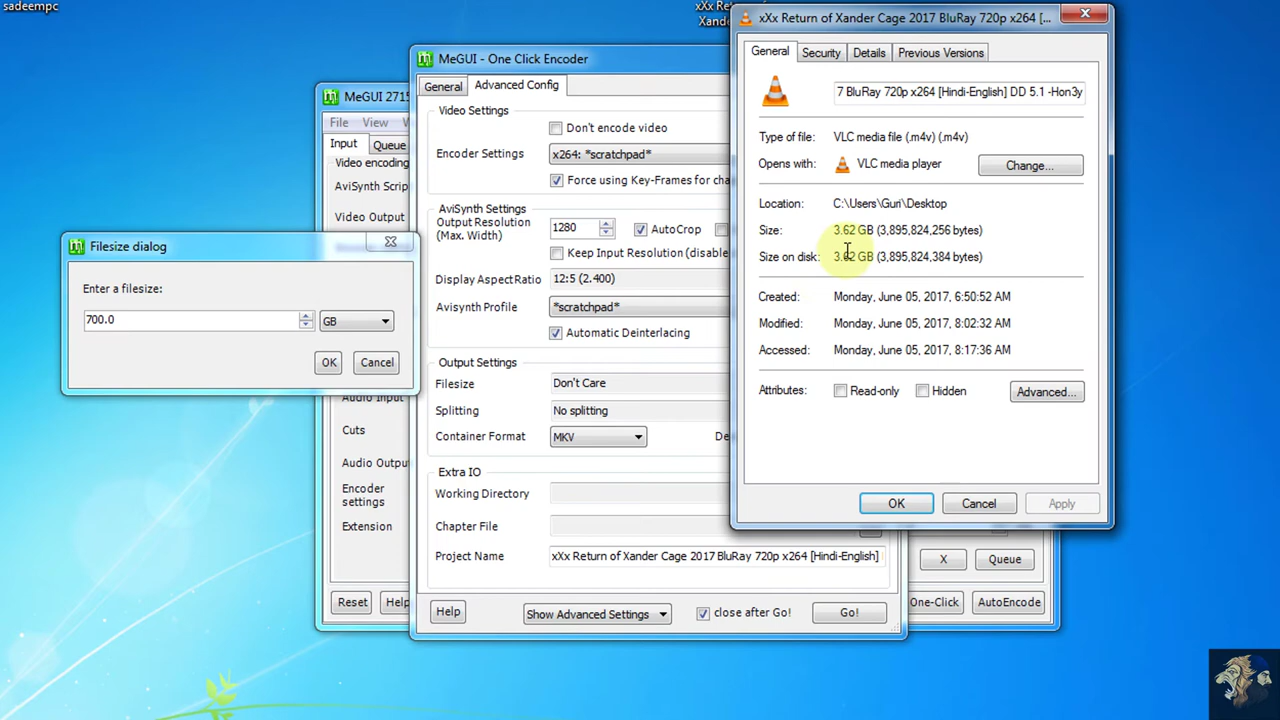 sadeempc
xXx Re
Xande
xXx Return of Xander Cage 2017 BluRay 720p x264 [...
General
Security
Details
Previous Versions
7 BluRay 720p x264 [Hindi-English] DD 5.1 -Hon3y
Type of file:
VLC media file (.m4v) (.m4v)
Opens with:
VLC media player
Change...
Location:
C:\Users\Guri\Desktop
Size:
3.62 GB (3,895,824,256 bytes)
Size on disk:
3.62 GB (3,895,824,384 bytes)
Created:
Monday, June 05, 2017, 6:50:52 AM
Modified:
Monday, June 05, 2017, 8:02:32 AM
Accessed:
Monday, June 05, 2017, 8:17:36 AM
Attributes:
Read-only
Hidden
Advanced...
OK
Cancel
Apply
MeGUI - One Click Encoder
General
Advanced Config
Video Settings
Don't encode video
Encoder Settings
x264: *scratchpad*
Force using Key-Frames for cha
AviSynth Settings
Output Resolution
(Max. Width)
1280
AutoCrop
Keep Input Resolution (disable
Display AspectRatio
12:5 (2.400)
Avisynth Profile
*scratchpad*
Automatic Deinterlacing
Output Settings
Filesize
Don't Care
Splitting
No splitting
Container Format
MKV
De
Extra IO
Working Directory
Chapter File
Project Name
xXx Return of Xander Cage 2017 BluRay 720p x264 [Hindi-English]
Help
Show Advanced Settings
close after Go!
Go!
MeGUI 2715
File
View
Input
Queue
Video encoding
AviSynth Scrip
Video Output
Audio Input
Cuts
Audio Outpu
Encoder
settings
Extension
X
Queue
Reset
Help
One-Click
AutoEncode
Filesize dialog
Enter a filesize:
700.0
GB
OK
Cancel